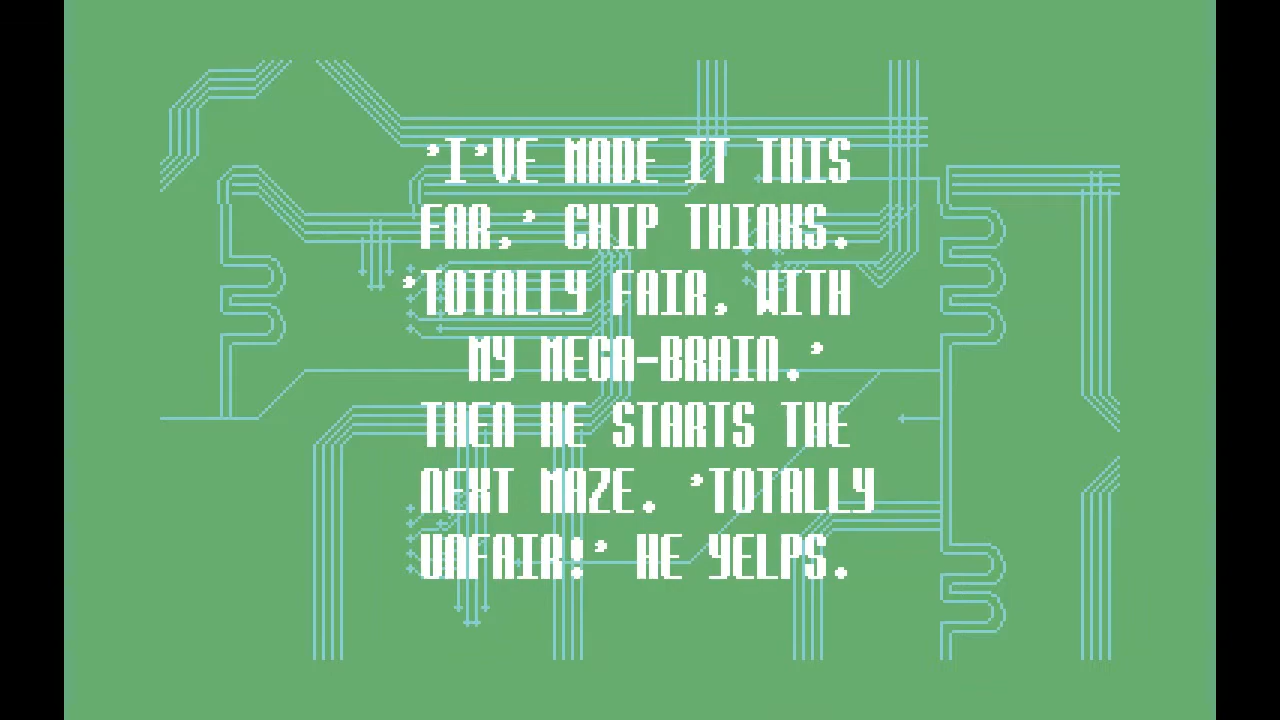 'I'VE MADE IT THIS
FAR,' CHIP THINKS.
'TOTALLY FAIR, WITH
MY MEGA-BRAIN.'
THEN HE STARTS THE
NEXT MAZE. 'TOTALLY
UNFAIR!' HE YELPS.